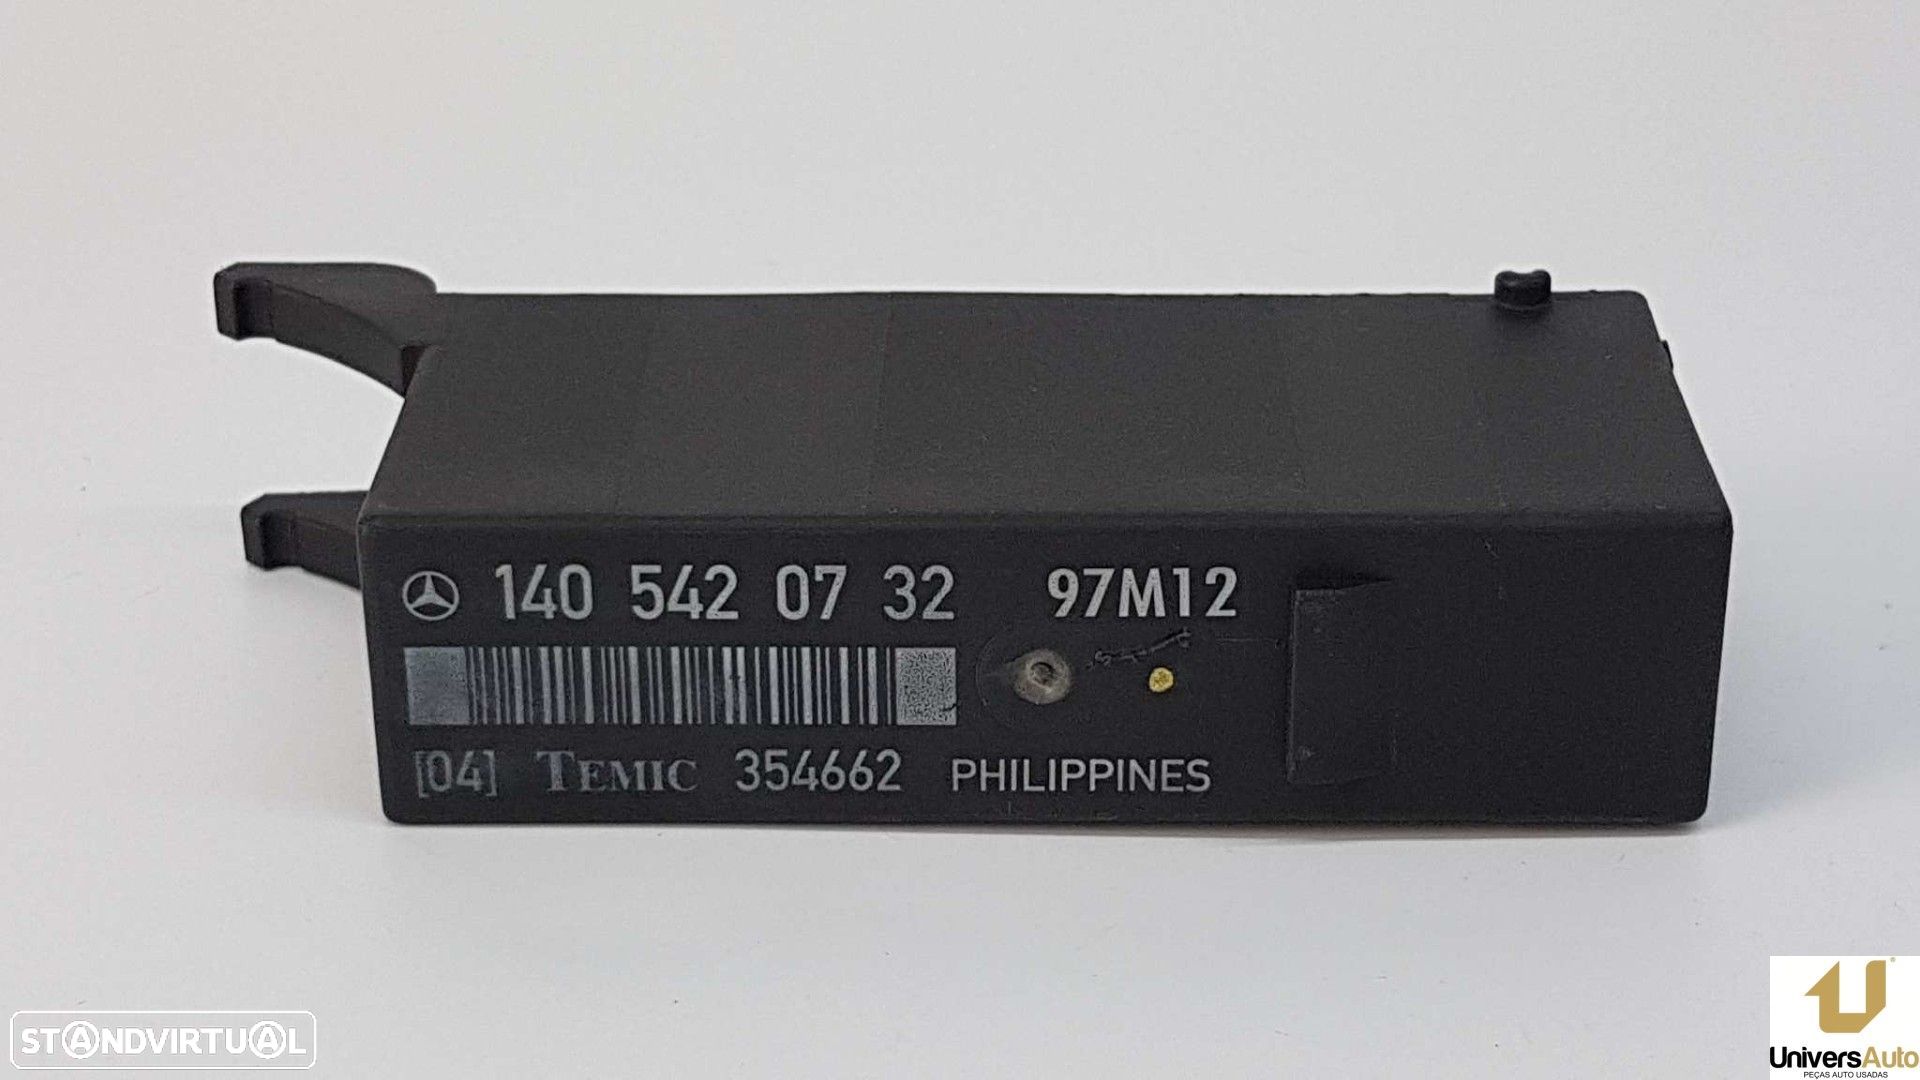 140 542 07 32 97M12
[04] TEMIC 354662 PHILIPPINES
STANDVIRTUAL
UniversAuto
PEÇAS AUTO USADAS